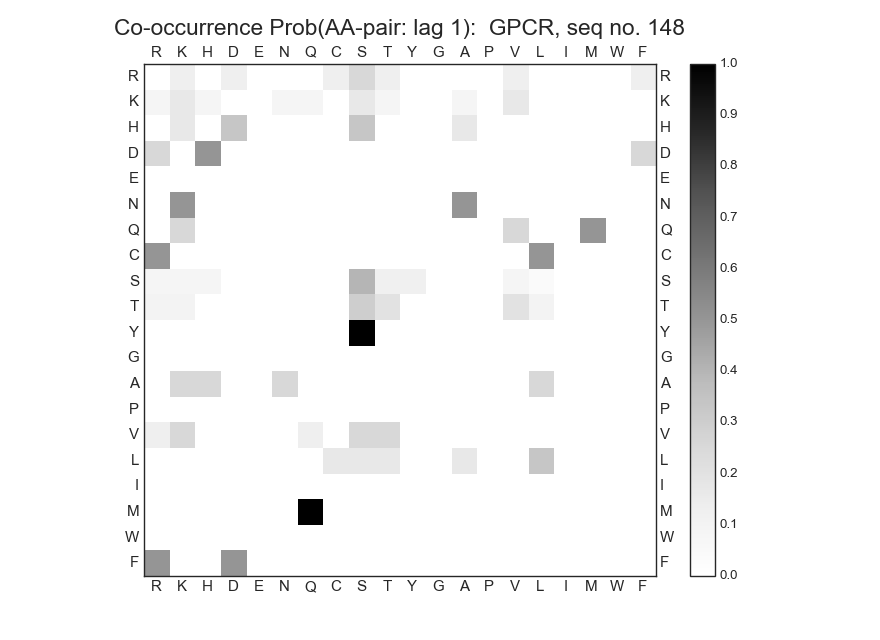 Co-occurrence Prob(AA-pair: lag 1):  GPCR, seq no. 148
R K H D E N Q C S T Y G A P V L I M W F
1.0
R R
0.9
K K
H H
0.8
D D
E E
0.7
N N
Q Q
0.6
C C
0.5
S S
T T
0.4
Y Y
G G
0.3
A A
P P
0.2
V V
L L
0.1
I I
M M
W W
F F
0.0
R K H D E N Q C S T Y G A P V L I M W F